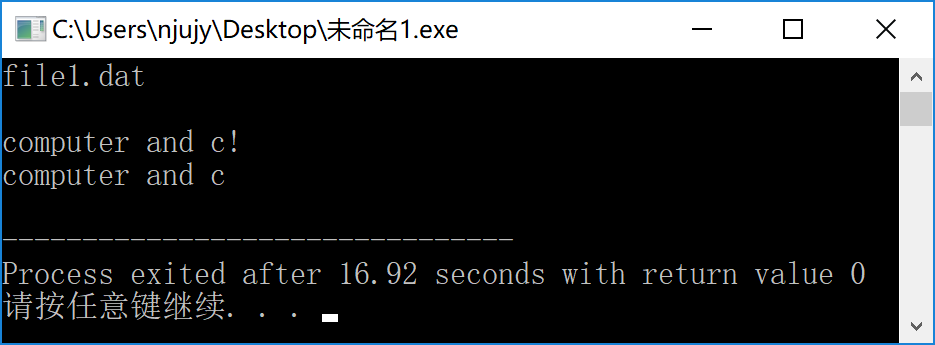 C:\Users\njujy\Desktop\未命名1.exe
file1.dat
computer and c!
computer and c
--------------------------------
Process exited after 16.92 seconds with return value 0
请按任意键继续. . .